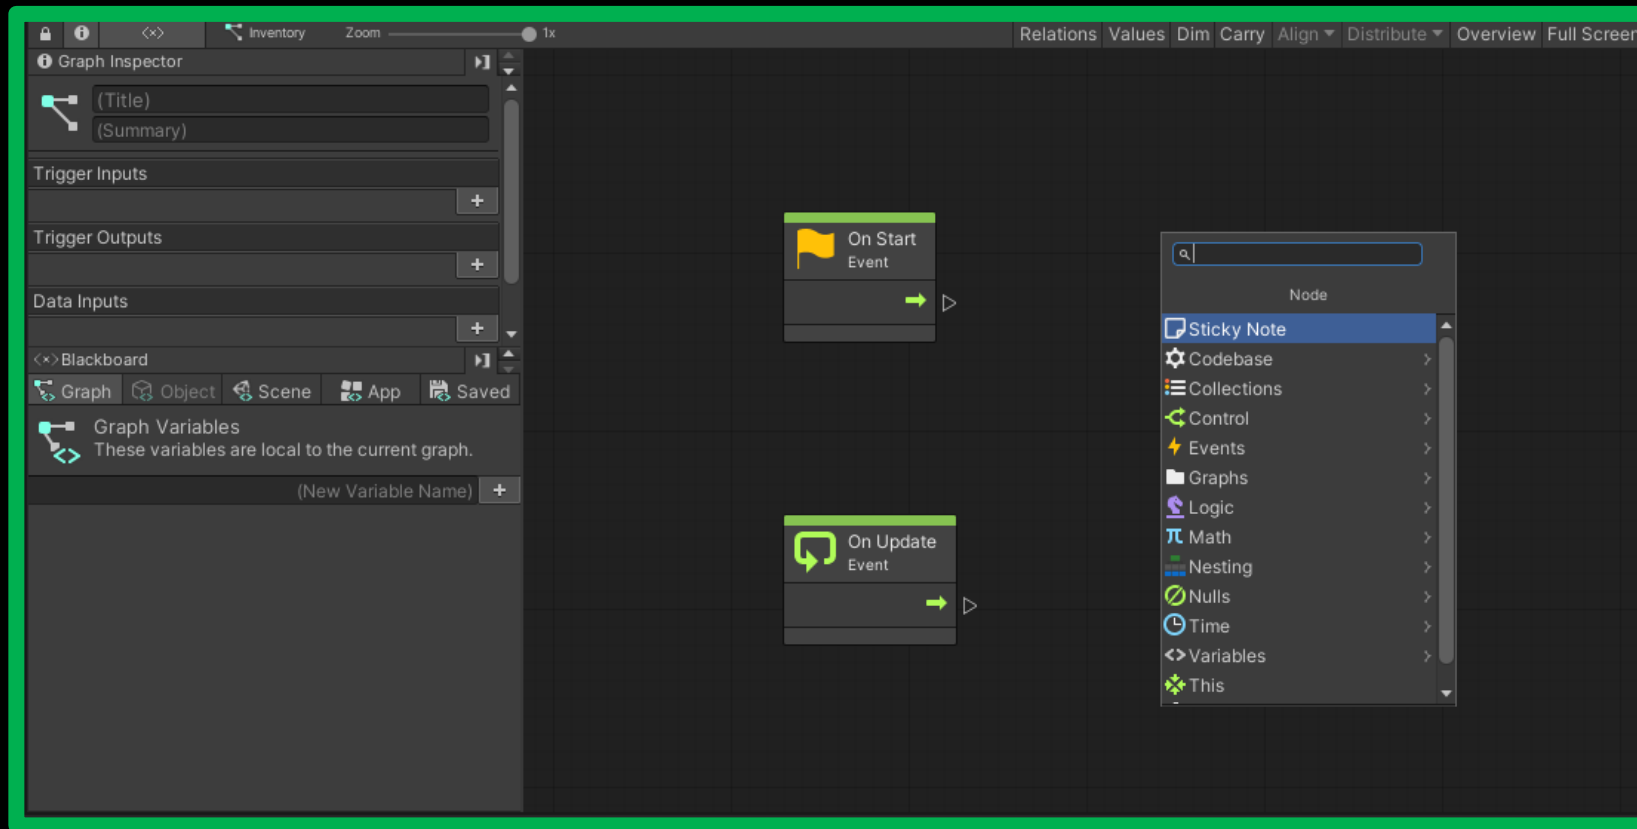 Inventory Zoom 1x Relations Values Dim Carry Align Distribute Overview Full Screen
Graph Inspector
(Title)
(Summary)
Trigger Inputs
+
Trigger Outputs
+
Data Inputs
+
<×>Blackboard
Graph Object Scene App Saved
Graph Variables
These variables are local to the current graph.
(New Variable Name) +
On Start
Event
On Update
Event
Node
Sticky Note
Codebase
Collections
Control
Events
Graphs
Logic
Math
Nesting
Nulls
Time
Variables
This